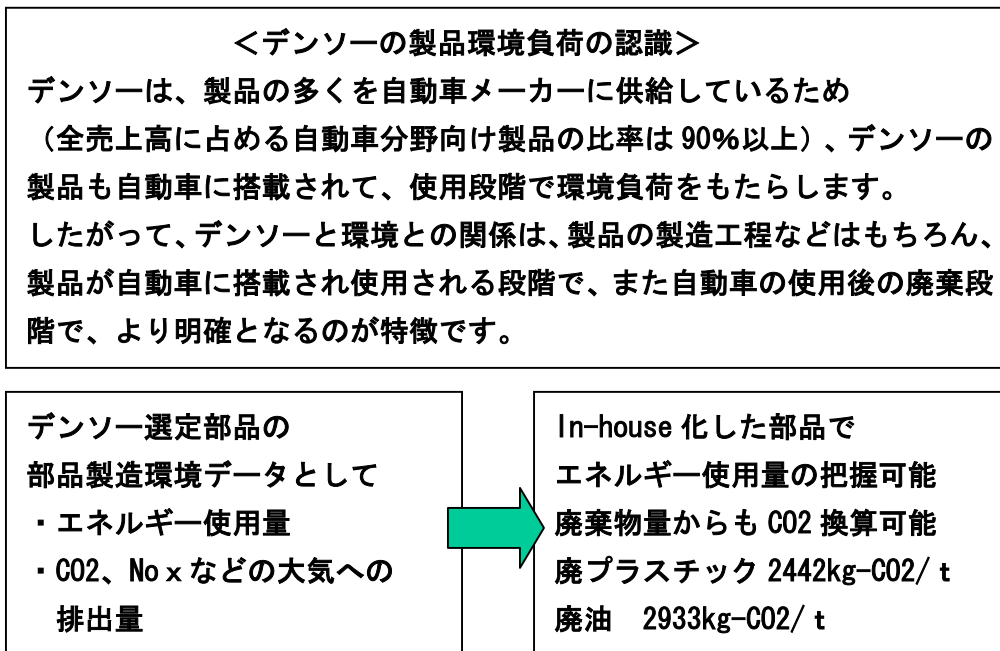 ＜デンソーの製品環境負荷の認識＞
デンソーは、製品の多くを自動車メーカーに供給しているため
（全売上高に占める自動車分野向け製品の比率は 90%以上）、デンソーの
製品も自動車に搭載されて、使用段階で環境負荷をもたらします。
したがって、デンソーと環境との関係は、製品の製造工程などはもちろん、
製品が自動車に搭載され使用される段階で、また自動車の使用後の廃棄段
階で、より明確となるのが特徴です。
デンソー選定部品の
部品製造環境データとして
・エネルギー使用量
・CO2、Noｘなどの大気への
排出量
In-house 化した部品で
エネルギー使用量の把握可能
廃棄物量からも CO2 換算可能
廃プラスチック 2442kg-CO2/ｔ
廃油　2933kg-CO2/ｔ